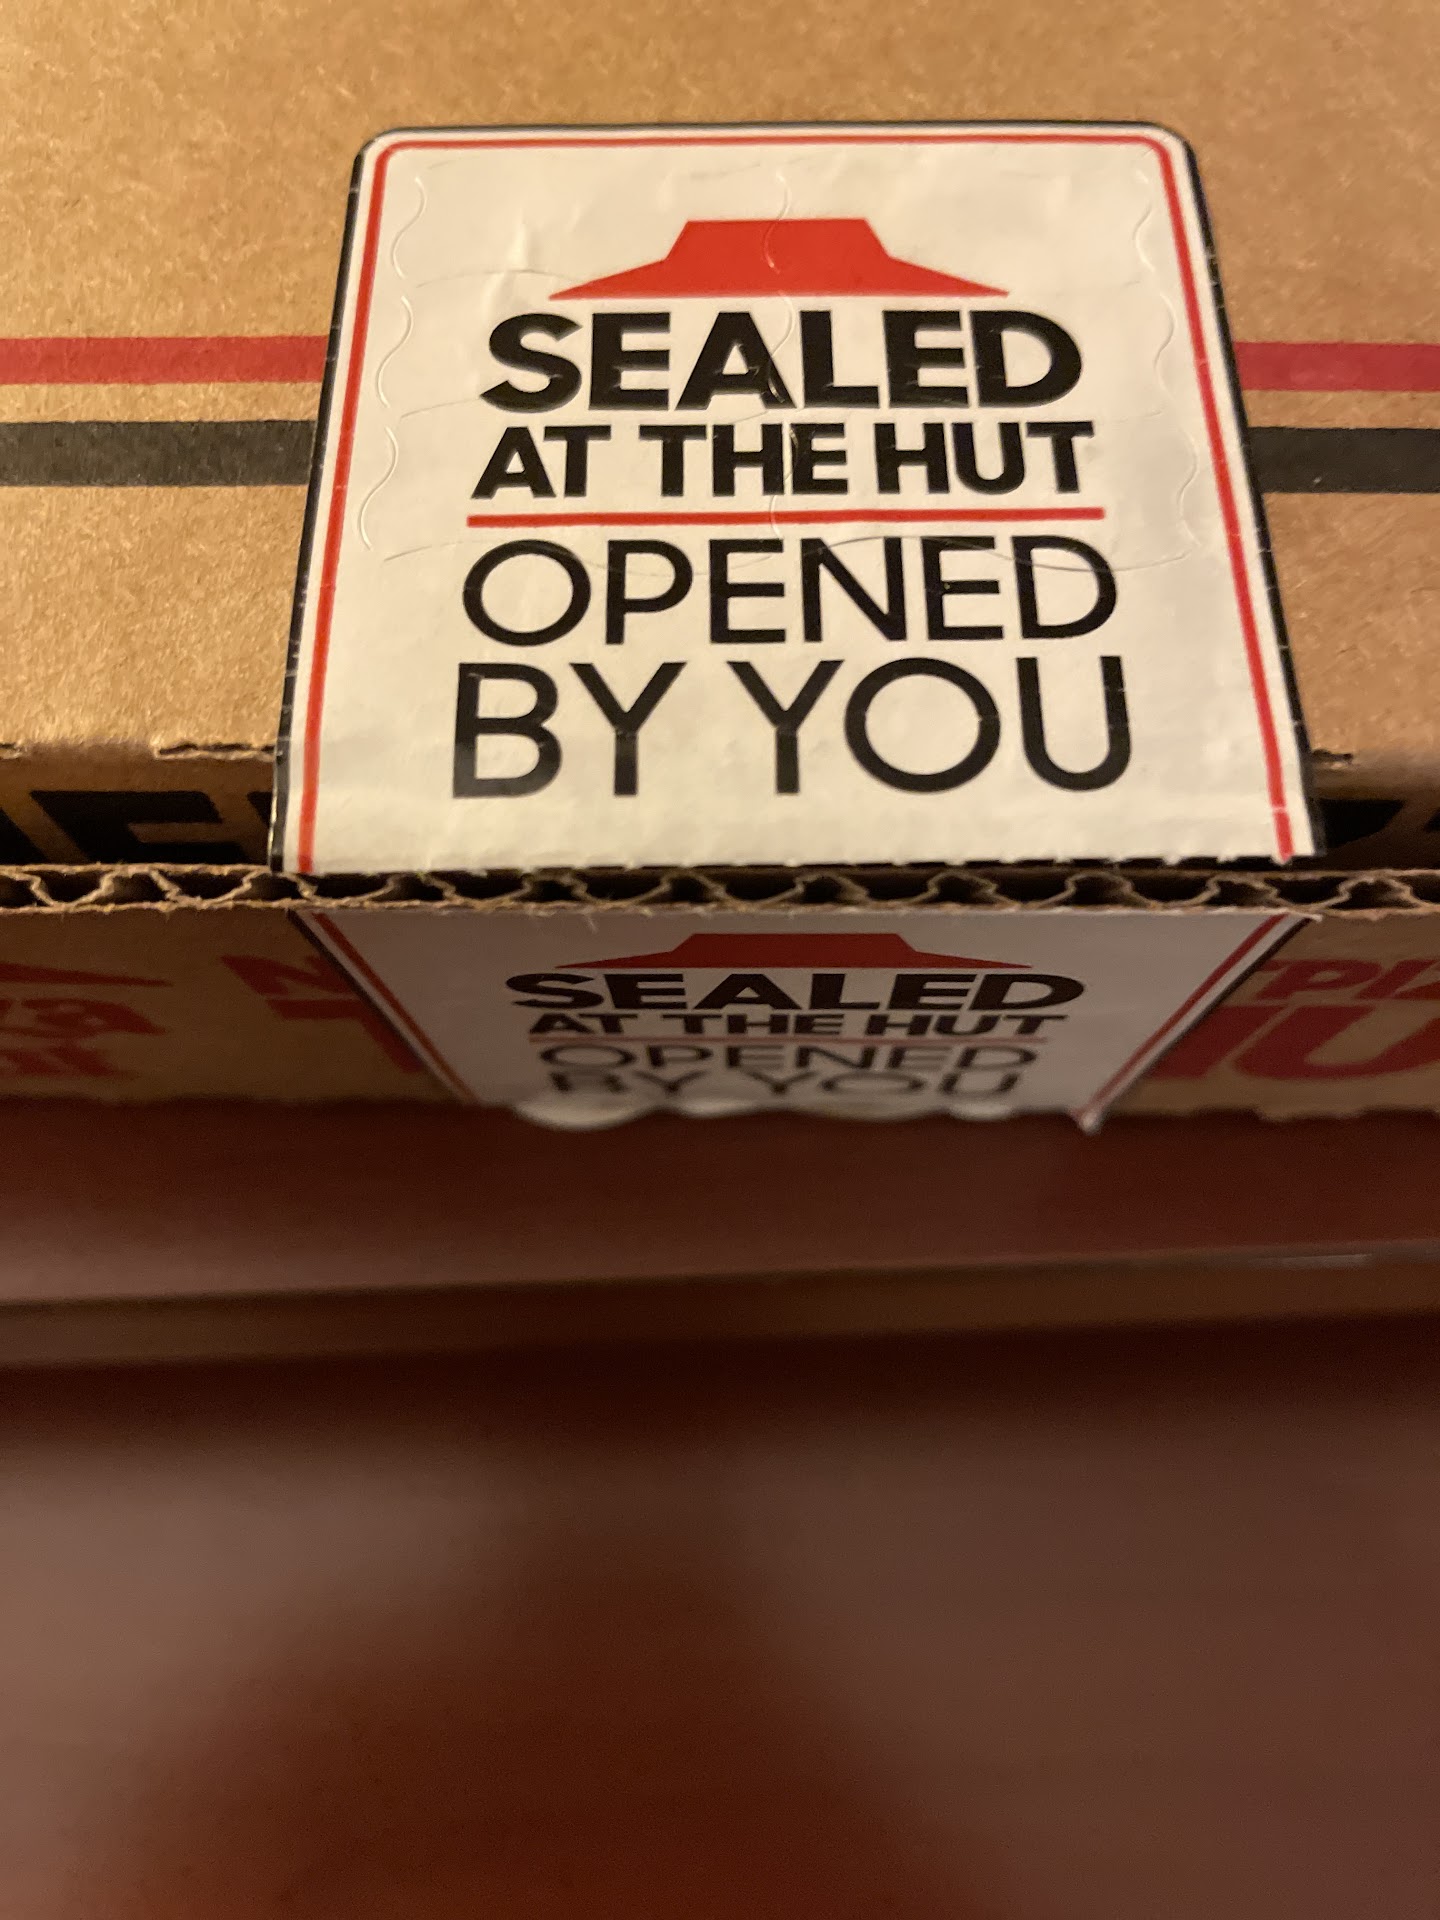 SEALED
AT THE HUT
OPENED
BY YOU
SEALED
AT THE HUT
OPENED
BY YOU